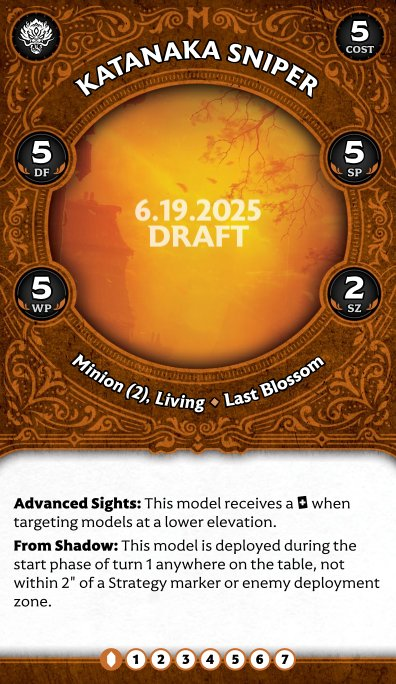 M
KATANAKA SNIPER
5
COST
5
DF
5
SP
6.19.2025
DRAFT
5
WP
2
SZ
Minion (2), Living ◆ Last Blossom
Advanced Sights: This model receives a 🃏 when
targeting models at a lower elevation.
From Shadow: This model is deployed during the
start phase of turn 1 anywhere on the table, not
within 2" of a Strategy marker or enemy deployment
zone.
1 2 3 4 5 6 7